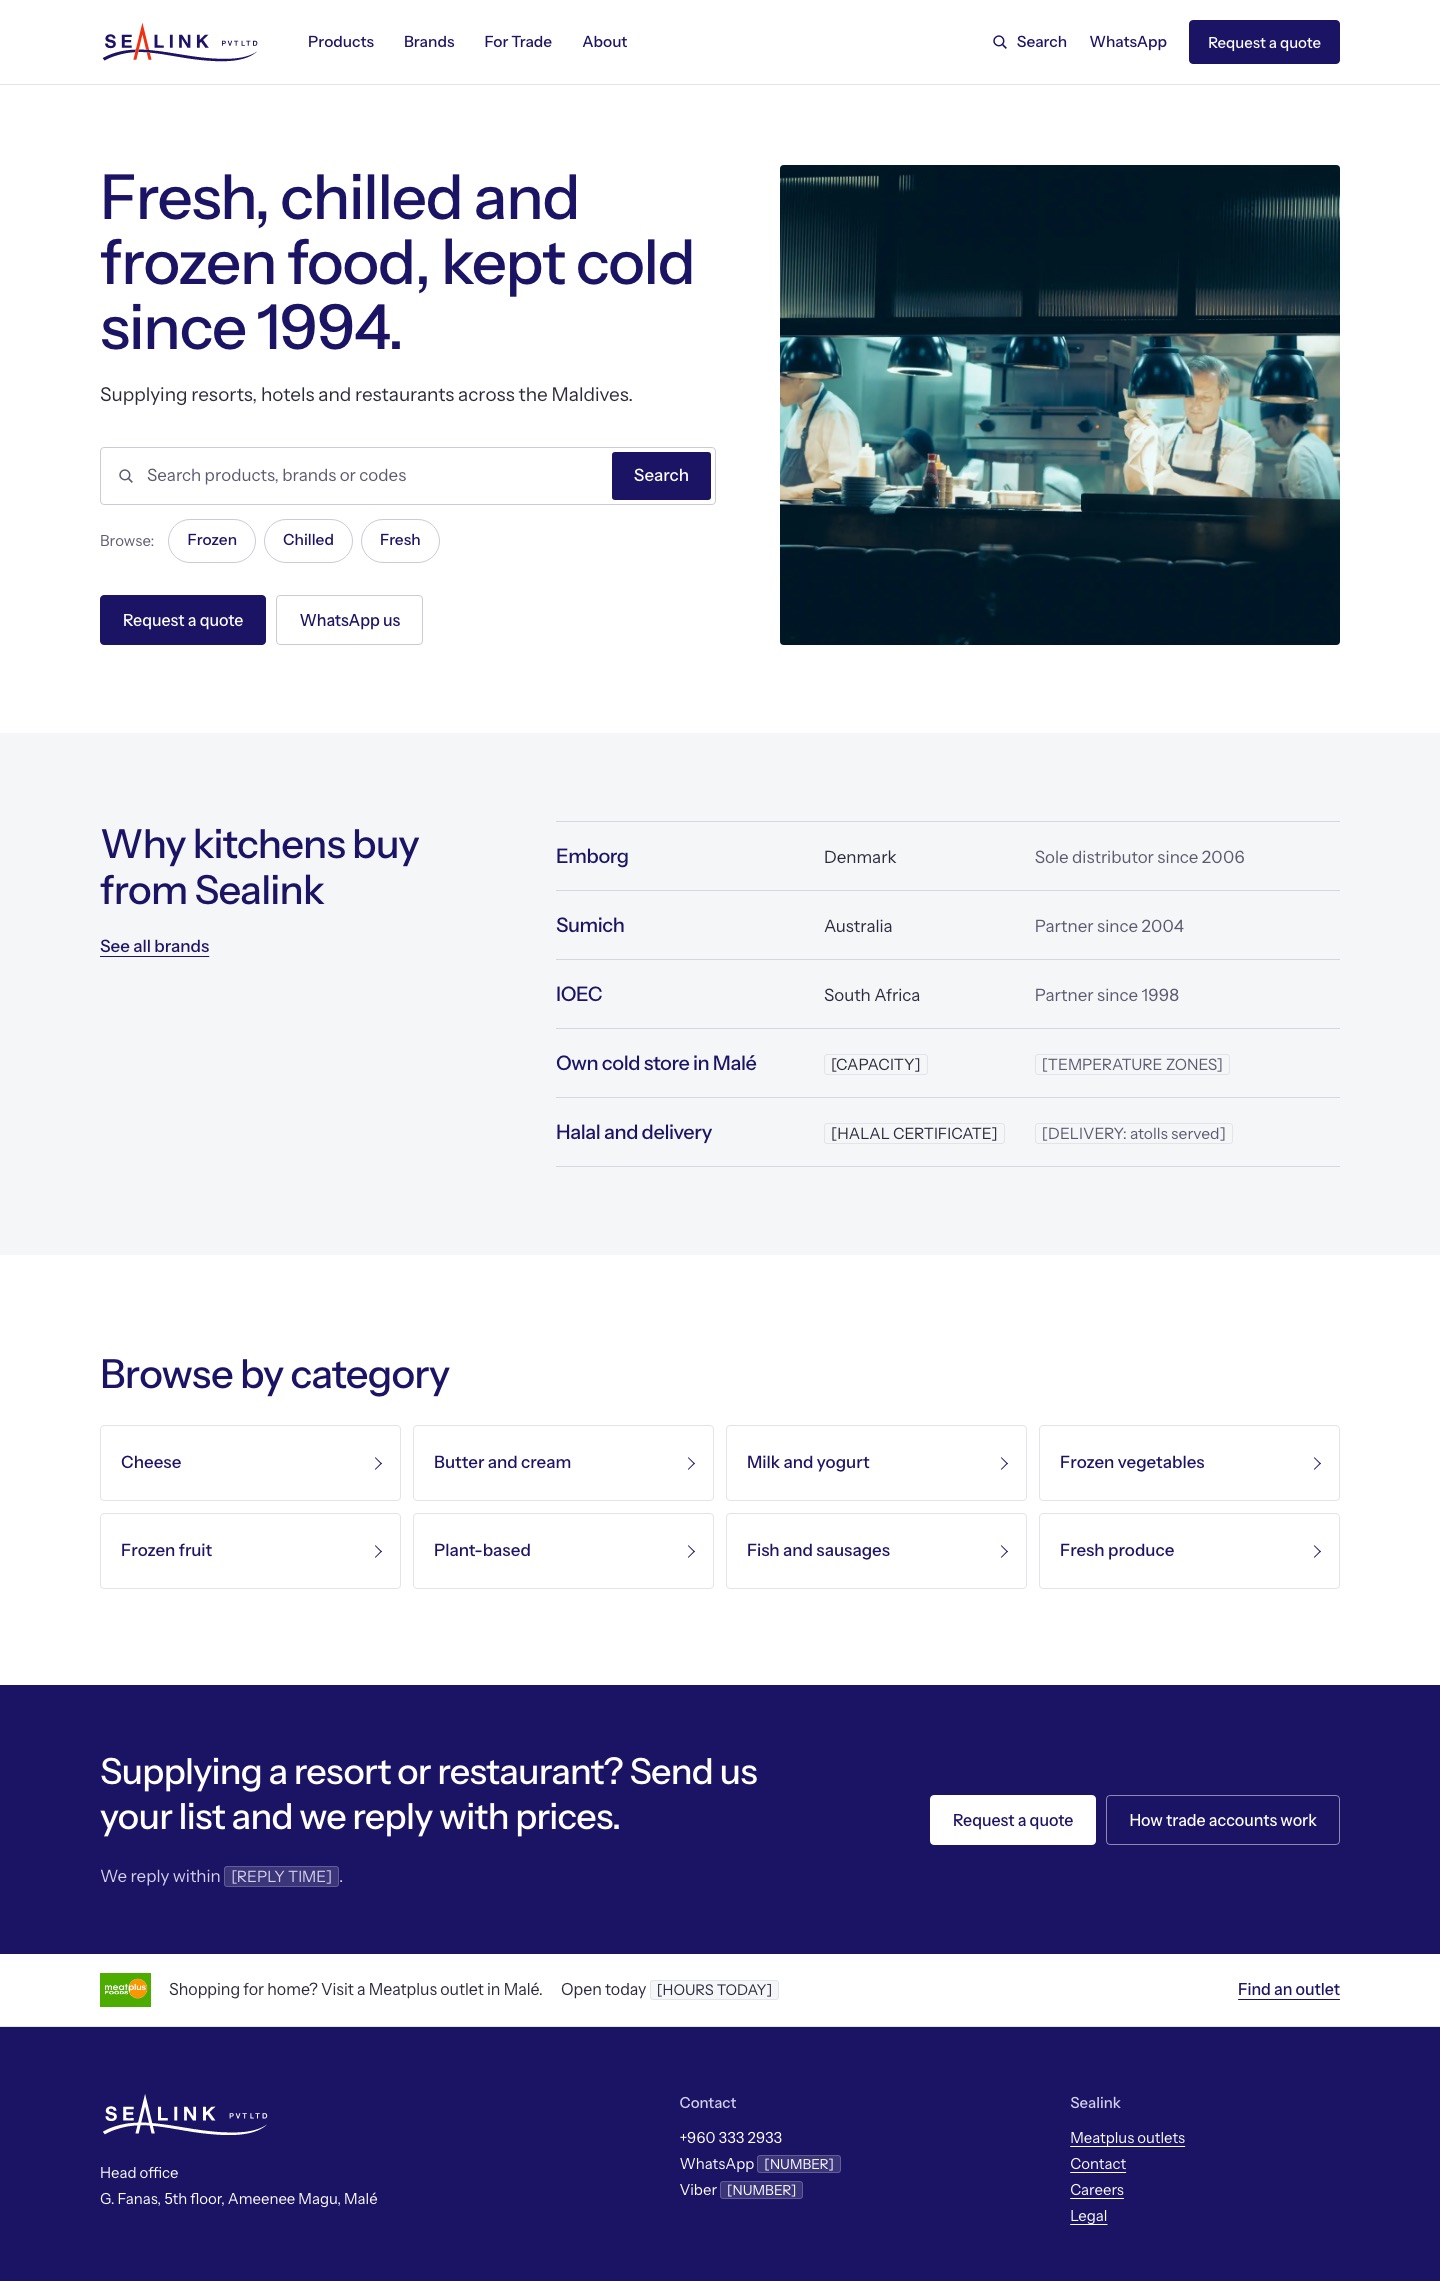 SEALINK PVT LTD
Products
Brands
For Trade
About
Search
WhatsApp
Request a quote
Fresh, chilled and
frozen food, kept cold
since 1994.
Supplying resorts, hotels and restaurants across the Maldives.
Search products, brands or codes
Search
Browse:
Frozen
Chilled
Fresh
Request a quote
WhatsApp us
Why kitchens buy
from Sealink
See all brands
Emborg
Denmark
Sole distributor since 2006
Sumich
Australia
Partner since 2004
IOEC
South Africa
Partner since 1998
Own cold store in Malé
[CAPACITY]
[TEMPERATURE ZONES]
Halal and delivery
[HALAL CERTIFICATE]
[DELIVERY: atolls served]
Browse by category
Cheese
Butter and cream
Milk and yogurt
Frozen vegetables
Frozen fruit
Plant-based
Fish and sausages
Fresh produce
Supplying a resort or restaurant? Send us
your list and we reply with prices.
We reply within [REPLY TIME].
Request a quote
How trade accounts work
meatplus
FOODS
Shopping for home? Visit a Meatplus outlet in Malé.
Open today [HOURS TODAY]
Find an outlet
SEALINK PVT LTD
Head office
G. Fanas, 5th floor, Ameenee Magu, Malé
Contact
+960 333 2933
WhatsApp [NUMBER]
Viber [NUMBER]
Sealink
Meatplus outlets
Contact
Careers
Legal